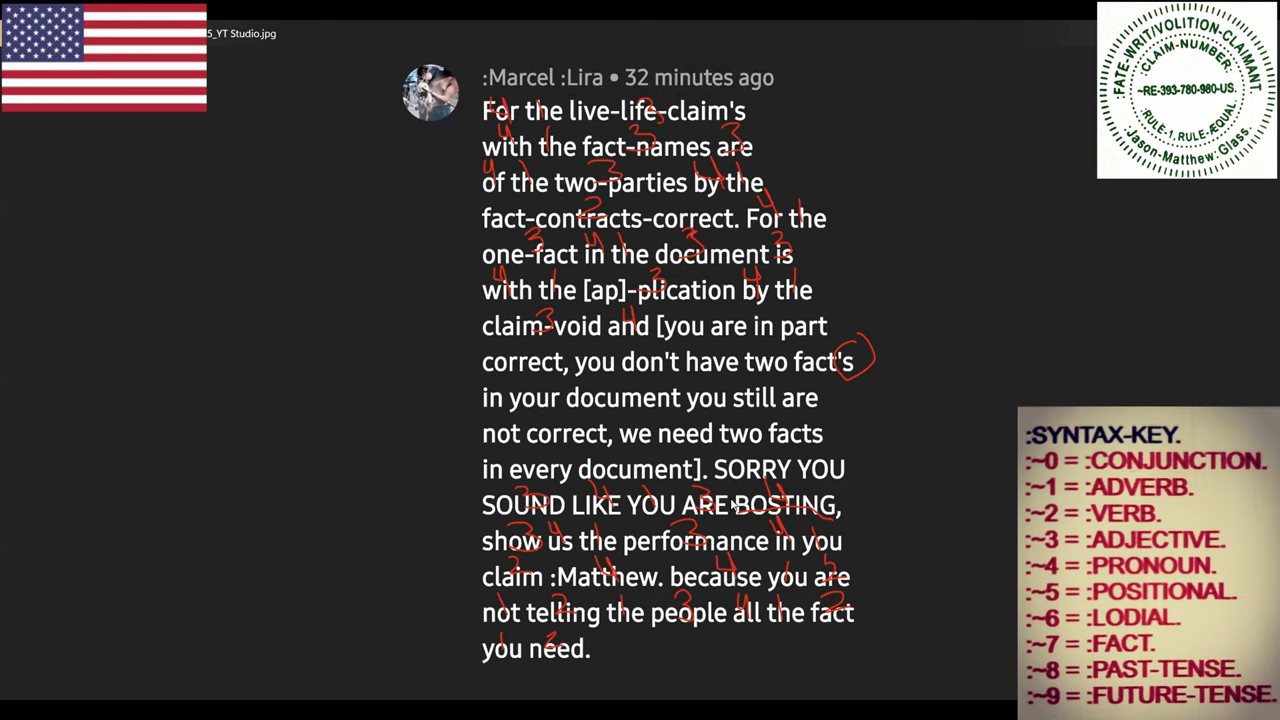 5_YT Studio.jpg
:Marcel :Lira • 32 minutes ago
For the live-life-claim's
with the fact-names are
of the two-parties by the
fact-contracts-correct. For the
one-fact in the document is
with the [ap]-plication by the
claim-void and [you are in part
correct, you don't have two fact's
in your document you still are
not correct, we need two facts
in every document]. SORRY YOU
SOUND LIKE YOU ARE BOSTING,
show us the performance in you
claim :Matthew. because you are
not telling the people all the fact
you need.
:FATE-WRIT/VOLITION-CLAIMANT
CLAIM-NUMBER:
~RE-393-780-980-US.
RULE-1. RULE-ÆQUAL.
:Jason-Matthew: Glass.
:SYNTAX-KEY.
:~0 = :CONJUNCTION.
:~1 = :ADVERB.
:~2 = :VERB.
:~3 = :ADJECTIVE.
:~4 = :PRONOUN.
:~5 = :POSITIONAL.
:~6 = :LODIAL.
:~7 = :FACT.
:~8 = :PAST-TENSE.
:~9 = :FUTURE-TENSE.